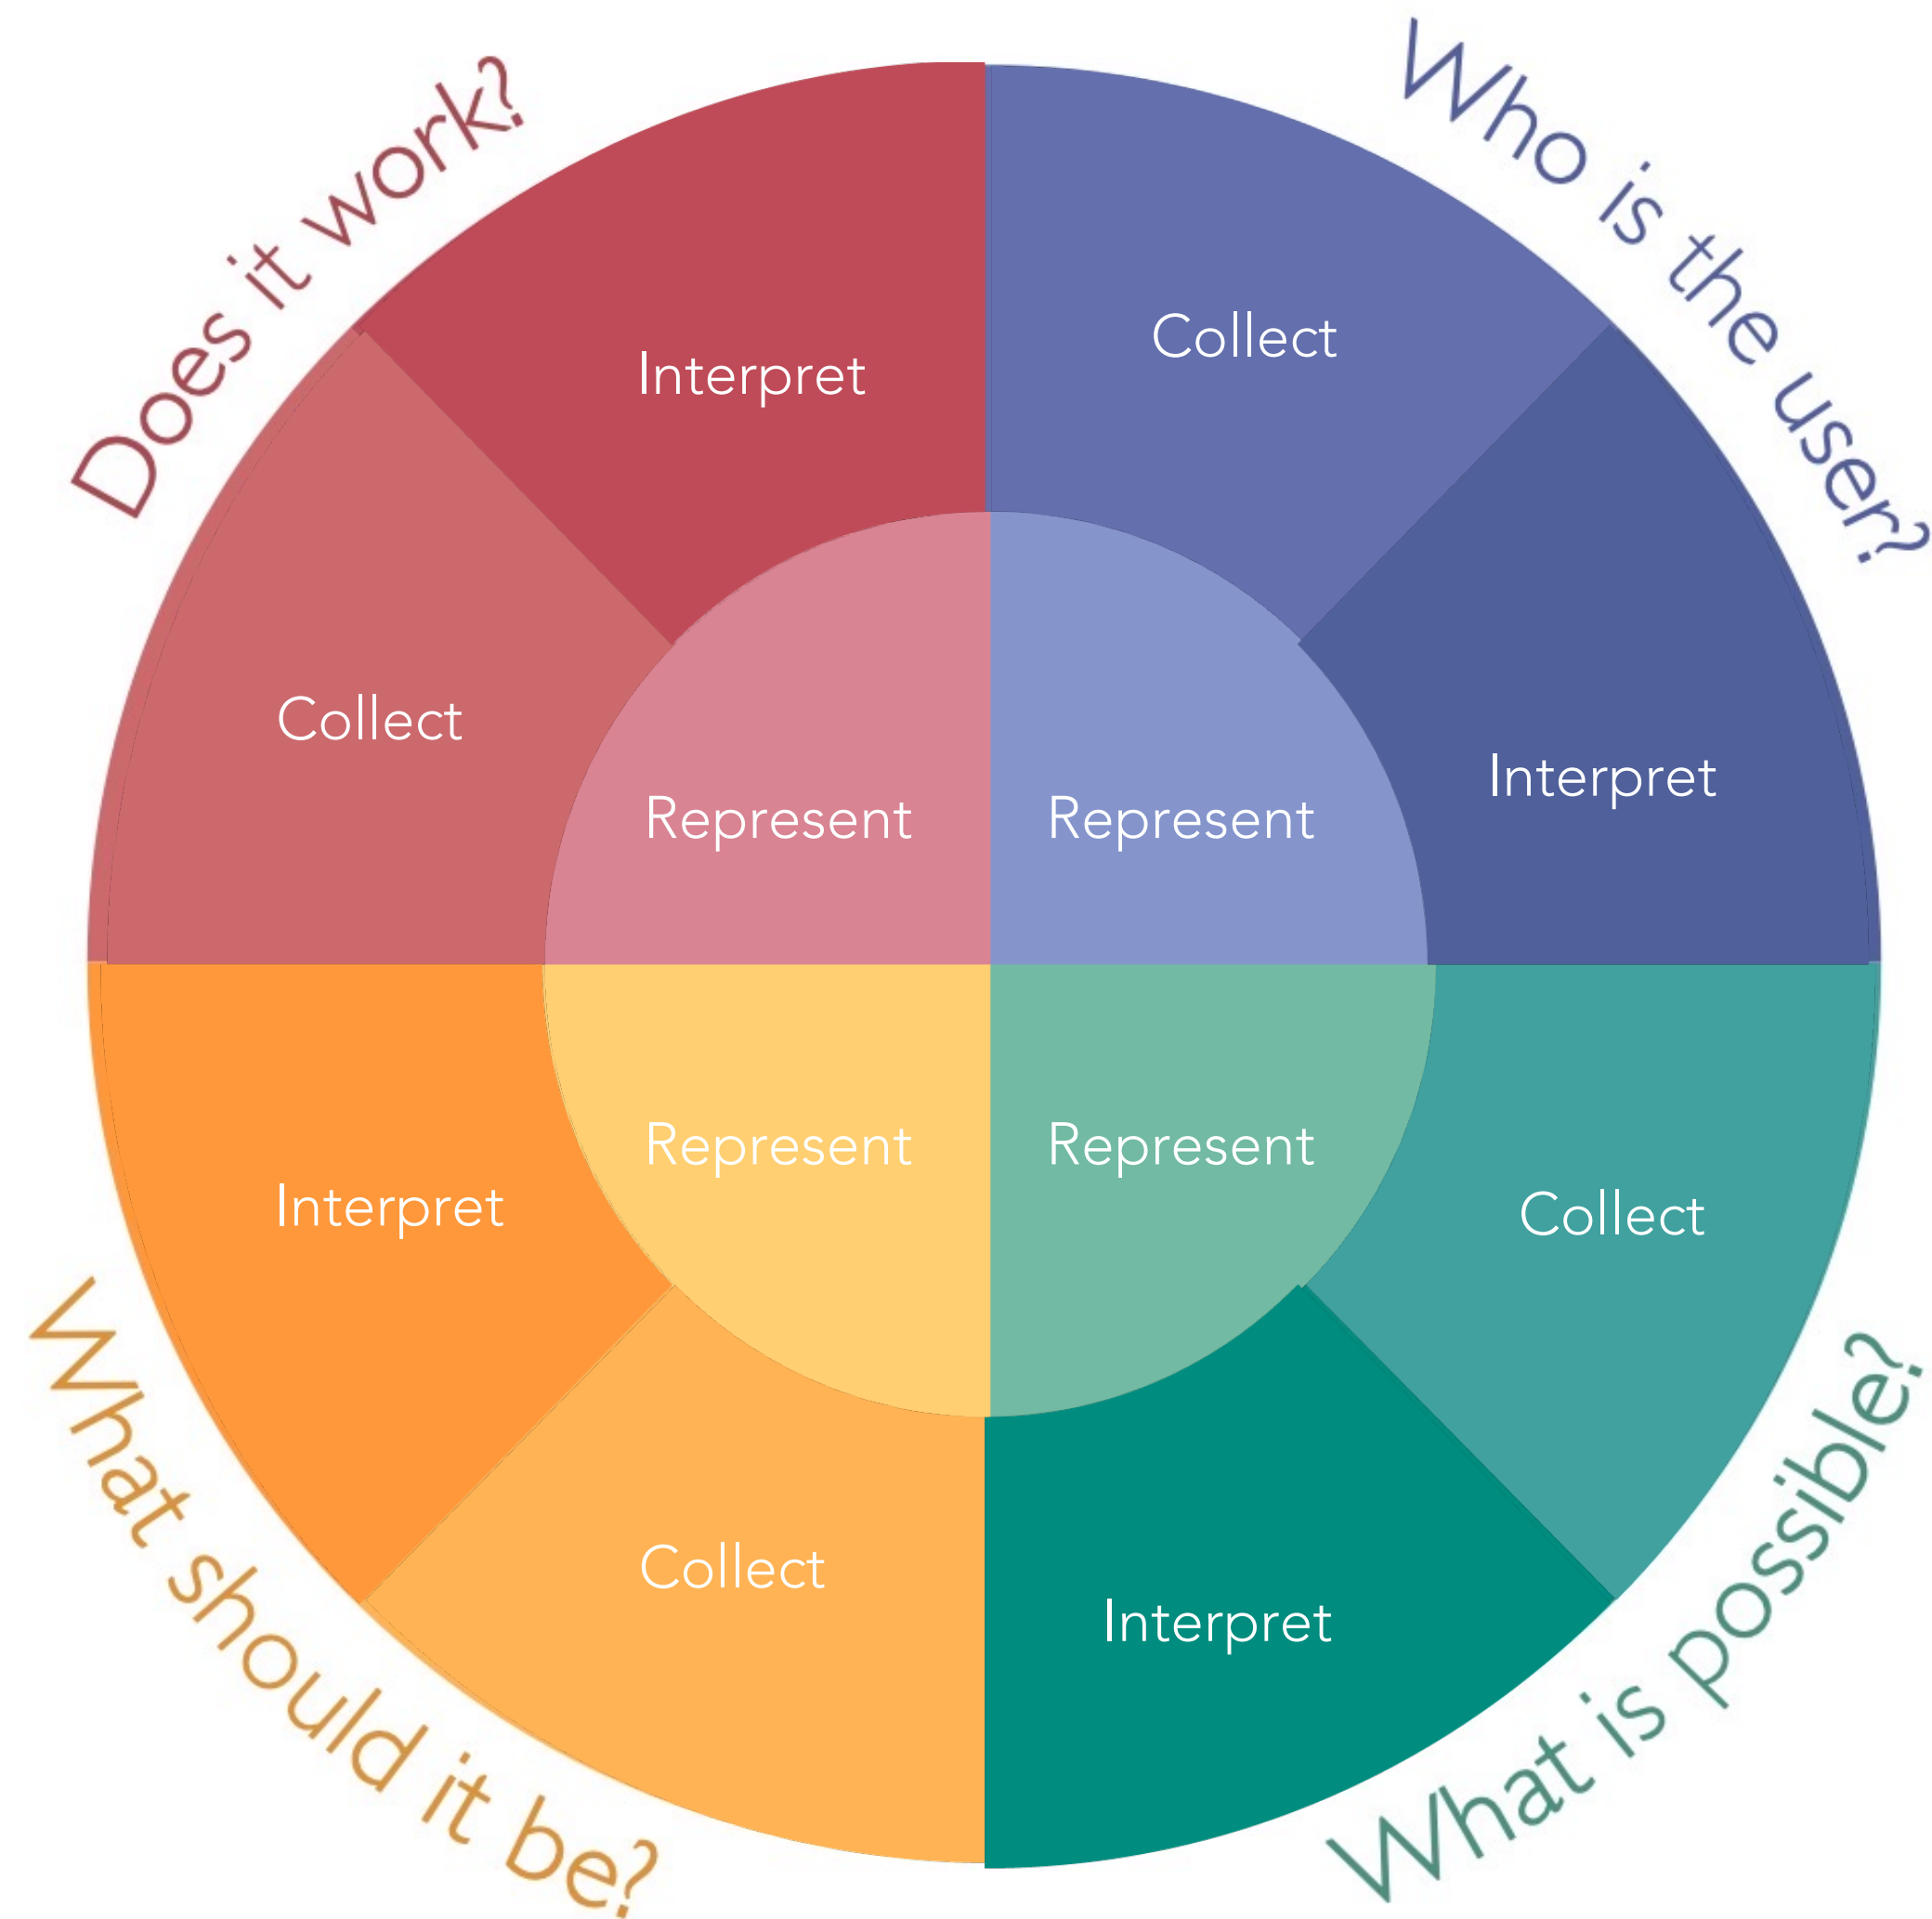 Does it work?
Who is the user?
Collect
Interpret
Collect
Interpret
Represent
Represent
Represent
Represent
Interpret
Collect
Collect
Interpret
What should it be?
What is possible?